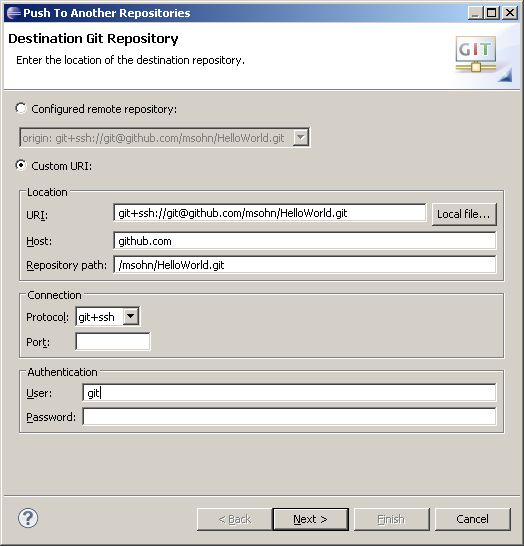 Push To Another Repositories
Destination Git Repository
Enter the location of the destination repository.
GIT
Configured remote repository:
origin: git+ssh://git@github.com/msohn/HelloWorld.git
Custom URI:
Location
URI: git+ssh://git@github.com/msohn/HelloWorld.git Local file...
Host: github.com
Repository path: /msohn/HelloWorld.git
Connection
Protocol: git+ssh
Port:
Authentication
User: git
Password:
? < Back Next > Finish Cancel